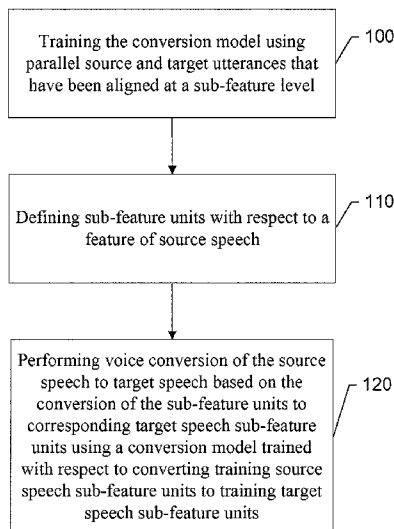 Training the conversion model using
parallel source and target utterances that
have been aligned at a sub-feature level
100
Defining sub-feature units with respect to a
feature of source speech
110
Performing voice conversion of the source
speech to target speech based on the
conversion of the sub-feature units to
corresponding target speech sub-feature
units using a conversion model trained
with respect to converting training source
speech sub-feature units to training target
speech sub-feature units
120